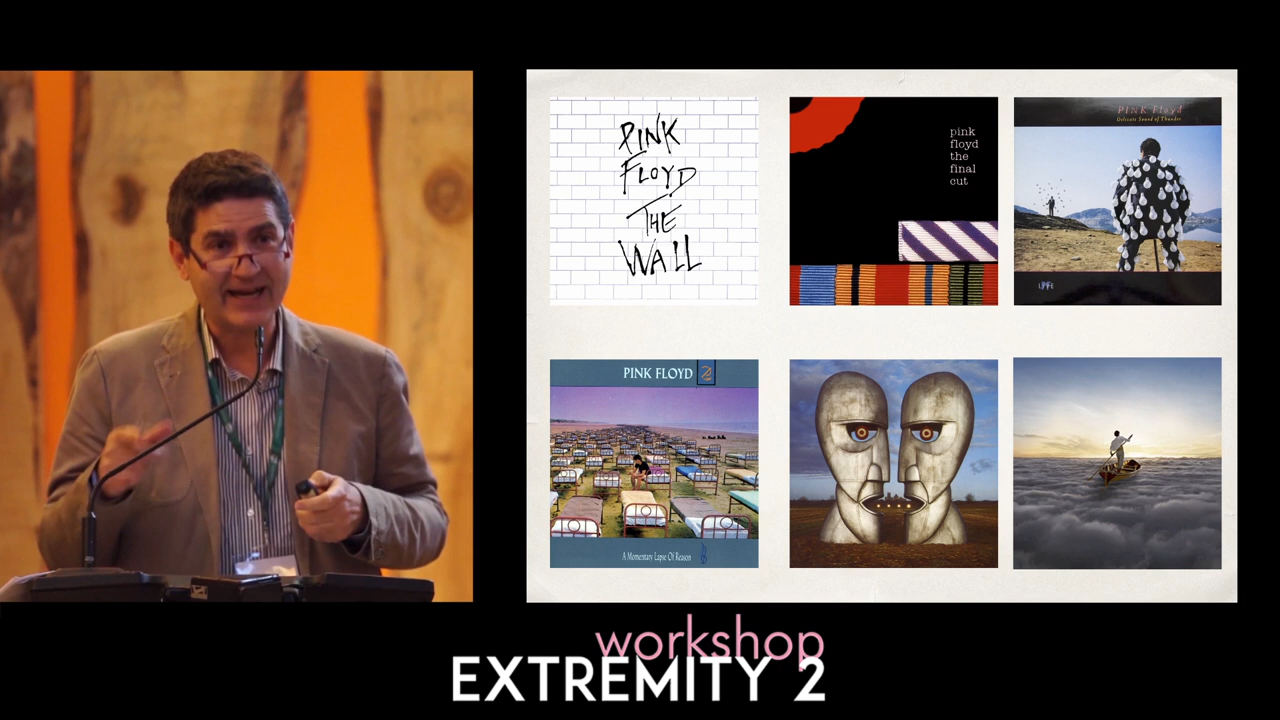 PINK
FLOYD
THE
WALL
pink
floyd
the
final
cut
PINK Floyd
Delicate Sound of Thunder
LIVE
PINK FLOYD
A Momentary Lapse Of Reason
workshop
EXTREMITY 2